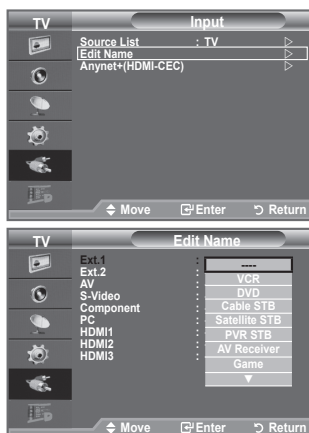 TV Input
Source List : TV ▷
Edit Name ▷
Anynet+(HDMI-CEC) ▷
Move Enter Return
TV Edit Name
Ext.1 : ----
Ext.2 : VCR
AV : DVD
S-Video : Cable STB
Component : Satellite STB
PC : PVR STB
HDMI1 : AV Receiver
HDMI2 : Game
HDMI3 : ▼
Move Enter Return